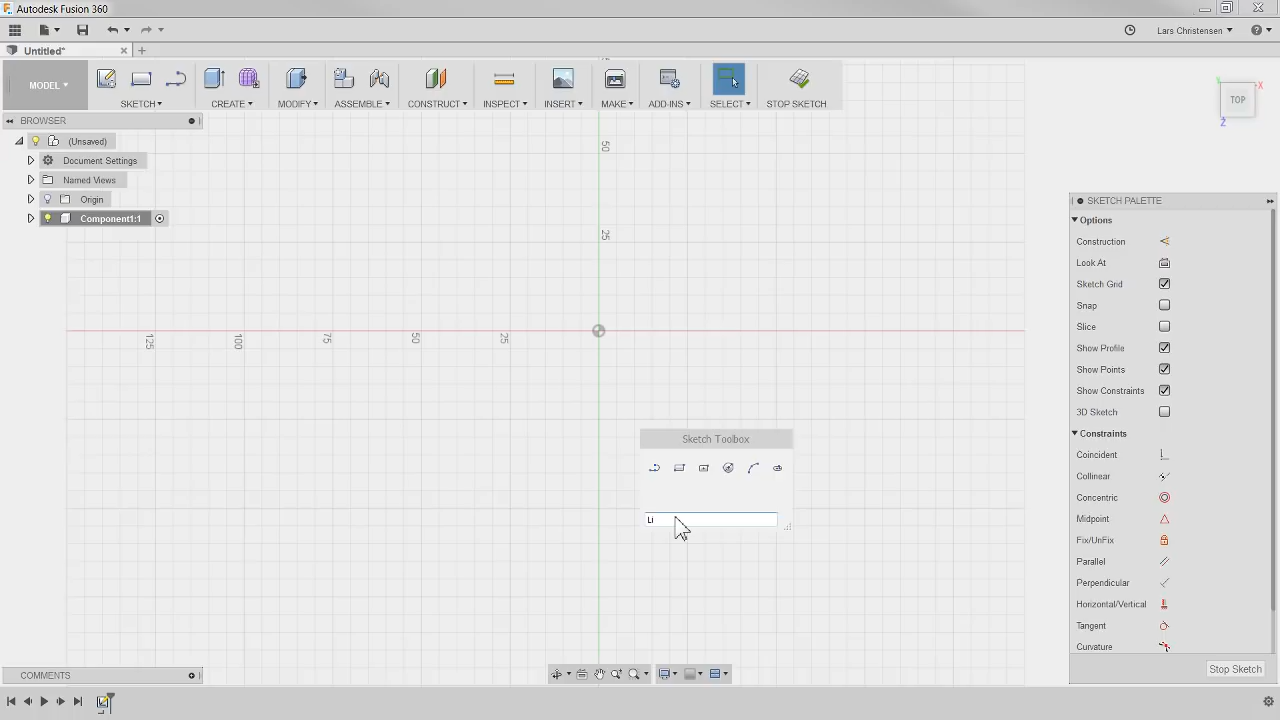 Autodesk Fusion 360
Lars Christensen
Untitled*
MODEL
SKETCH
CREATE
MODIFY
ASSEMBLE
CONSTRUCT
INSPECT
INSERT
MAKE
ADD-INS
SELECT
STOP SKETCH
BROWSER
(Unsaved)
Document Settings
Named Views
Origin
Component1:1
TOP
X
Z
50
25
125
100
75
50
25
Sketch Toolbox
Li
SKETCH PALETTE
Options
Construction
Look At
Sketch Grid
Snap
Slice
Show Profile
Show Points
Show Constraints
3D Sketch
Constraints
Coincident
Collinear
Concentric
Midpoint
Fix/UnFix
Parallel
Perpendicular
Horizontal/Vertical
Tangent
Curvature
Stop Sketch
COMMENTS